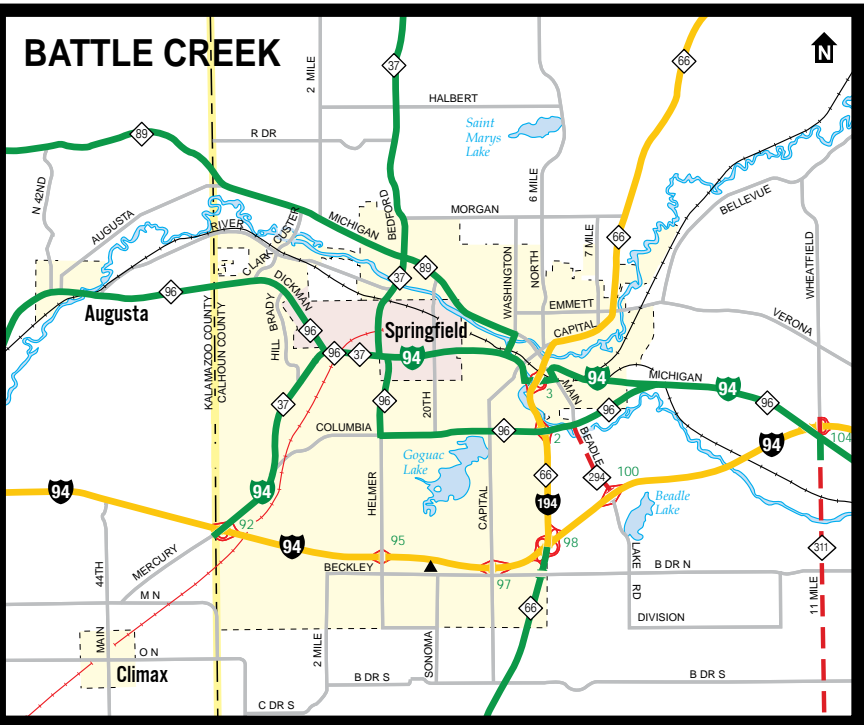 BATTLE CREEK
N
37
66
2 MILE
HALBERT
Saint
Marys
Lake
89
R DR
N 42ND
6 MILE
BELLEVUE
MORGAN
BEDFORD
AUGUSTA
RIVER
CUSTER
CLARK
MICHIGAN
7 MILE
66
WASHINGTON
NORTH
WHEATFIELD
89
37
96
DICKMAN
EMMETT
CAPITAL
VERONA
Augusta
KALAMAZOO COUNTY
CALHOUN COUNTY
HILL BRADY
96
Springfield
96
37
94
94
MICHIGAN
94
3
MAIN
37
96
20TH
96
96
COLUMBIA
96
2
BEADLE
104
94
Goguac
Lake
294
100
66
94
94
194
Beadle
Lake
HELMER
CAPITAL
92
94
95
98
311
MERCURY
44TH
BECKLEY
97
LAKE RD
B DR N
11 MILE
M N
66
DIVISION
MAIN
O N
2 MILE
SONOMA
Climax
B DR S
B DR S
C DR S